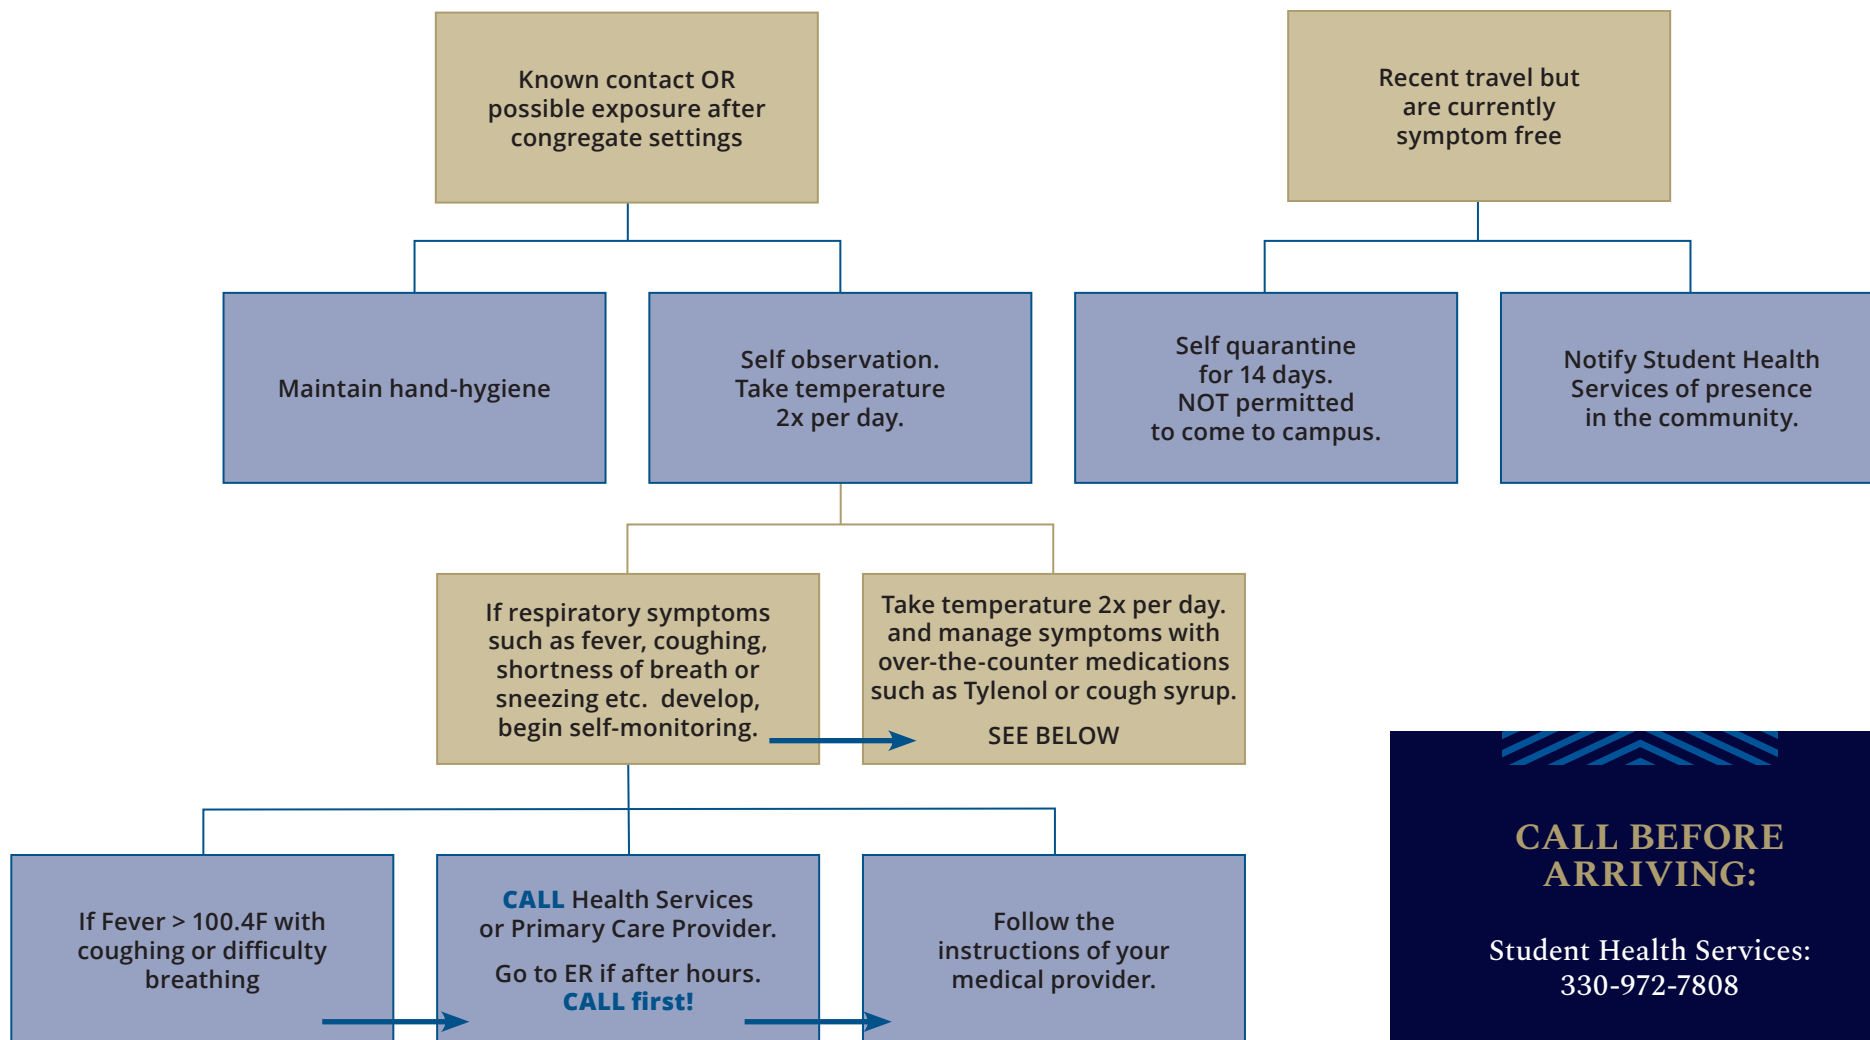 Known contact OR
possible exposure after
congregate settings
Recent travel but
are currently
symptom free
Maintain hand-hygiene
Self observation.
Take temperature
2x per day.
Self quarantine
for 14 days.
NOT permitted
to come to campus.
Notify Student Health
Services of presence
in the community.
If respiratory symptoms
such as fever, coughing,
shortness of breath or
sneezing etc.  develop,
begin self-monitoring.
Take temperature 2x per day.
and manage symptoms with
over-the-counter medications
such as Tylenol or cough syrup.
SEE BELOW
If Fever > 100.4F with
coughing or difficulty
breathing
CALL Health Services
or Primary Care Provider.
Go to ER if after hours.
CALL first!
Follow the
instructions of your
medical provider.
CALL BEFORE
ARRIVING:
Student Health Services:
330-972-7808